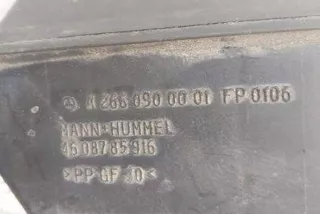 A 266 090 00 01 FP 0106
MANN+HUMMEL
46 087 85 916
>PP GF 30<